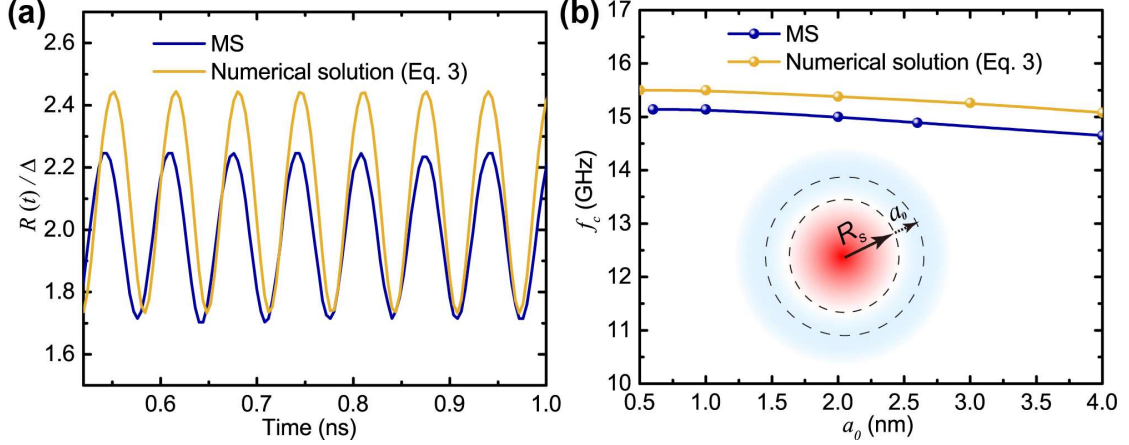 (a)
2.6
2.4
2.2
2.0
1.8
1.6
R (t) / Δ
MS
Numerical solution (Eq. 3)
0.6
0.7
0.8
0.9
1.0
Time (ns)
(b)
17
16
15
14
13
12
11
10
f_c (GHz)
MS
Numerical solution (Eq. 3)
R_s
a_0
0.5
1.0
1.5
2.0
2.5
3.0
3.5
4.0
a_0 (nm)